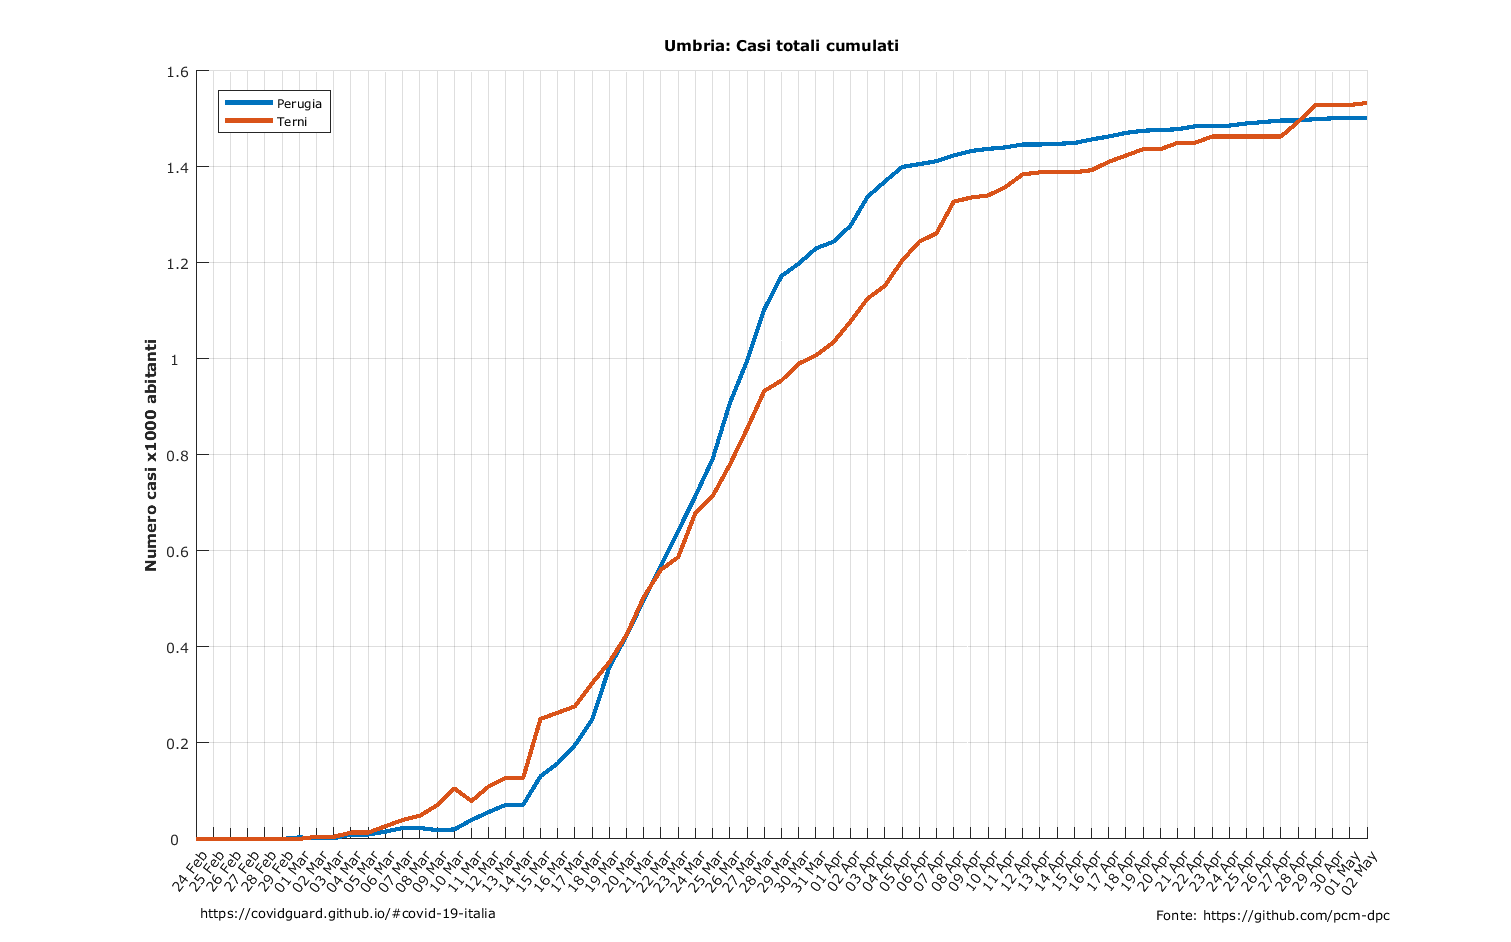 Umbria: Casi totali cumulati
1.6
1.4
1.2
1
0.8
0.6
0.4
0.2
0
Numero casi x1000 abitanti
Perugia
Terni
24 Feb
25 Feb
26 Feb
27 Feb
28 Feb
29 Feb
01 Mar
02 Mar
03 Mar
04 Mar
05 Mar
06 Mar
07 Mar
08 Mar
09 Mar
10 Mar
11 Mar
12 Mar
13 Mar
14 Mar
15 Mar
16 Mar
17 Mar
18 Mar
19 Mar
20 Mar
21 Mar
22 Mar
23 Mar
24 Mar
25 Mar
26 Mar
27 Mar
28 Mar
29 Mar
30 Mar
31 Mar
01 Apr
02 Apr
03 Apr
04 Apr
05 Apr
06 Apr
07 Apr
08 Apr
09 Apr
10 Apr
11 Apr
12 Apr
13 Apr
14 Apr
15 Apr
16 Apr
17 Apr
18 Apr
19 Apr
20 Apr
21 Apr
22 Apr
23 Apr
24 Apr
25 Apr
26 Apr
27 Apr
28 Apr
29 Apr
30 Apr
01 May
02 May
https://covidguard.github.io/#covid-19-italia
Fonte: https://github.com/pcm-dpc